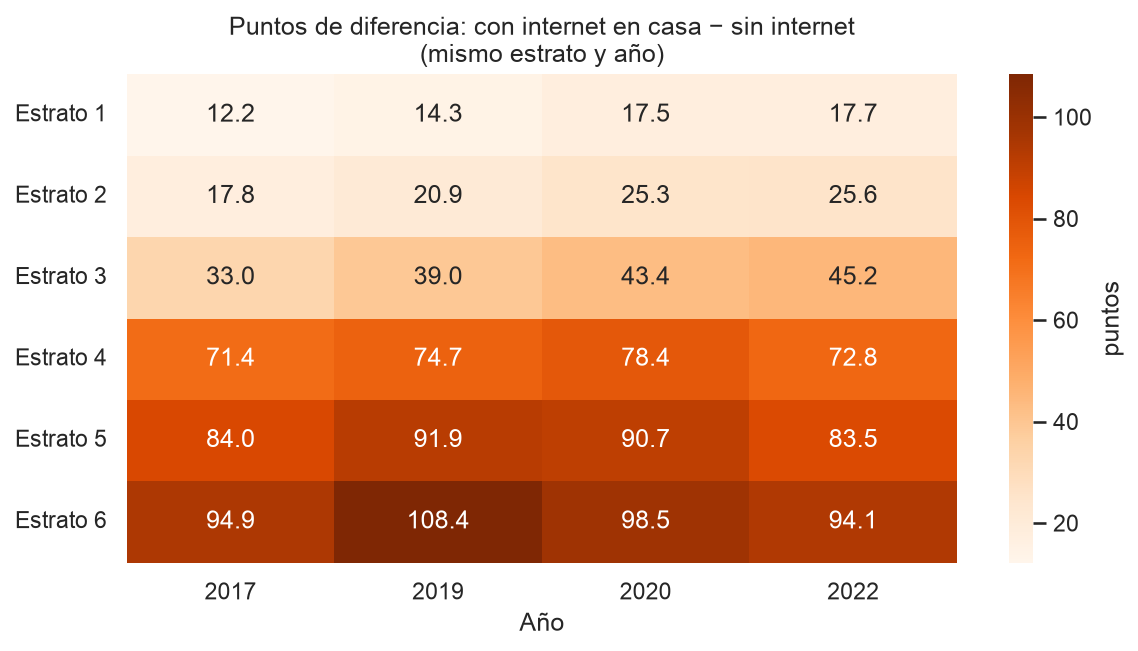 Puntos de diferencia: con internet en casa − sin internet
(mismo estrato y año)
Estrato 1 12.2 14.3 17.5 17.7
Estrato 2 17.8 20.9 25.3 25.6
Estrato 3 33.0 39.0 43.4 45.2
Estrato 4 71.4 74.7 78.4 72.8
Estrato 5 84.0 91.9 90.7 83.5
Estrato 6 94.9 108.4 98.5 94.1
2017 2019 2020 2022
Año
100
80
60
40
20
puntos